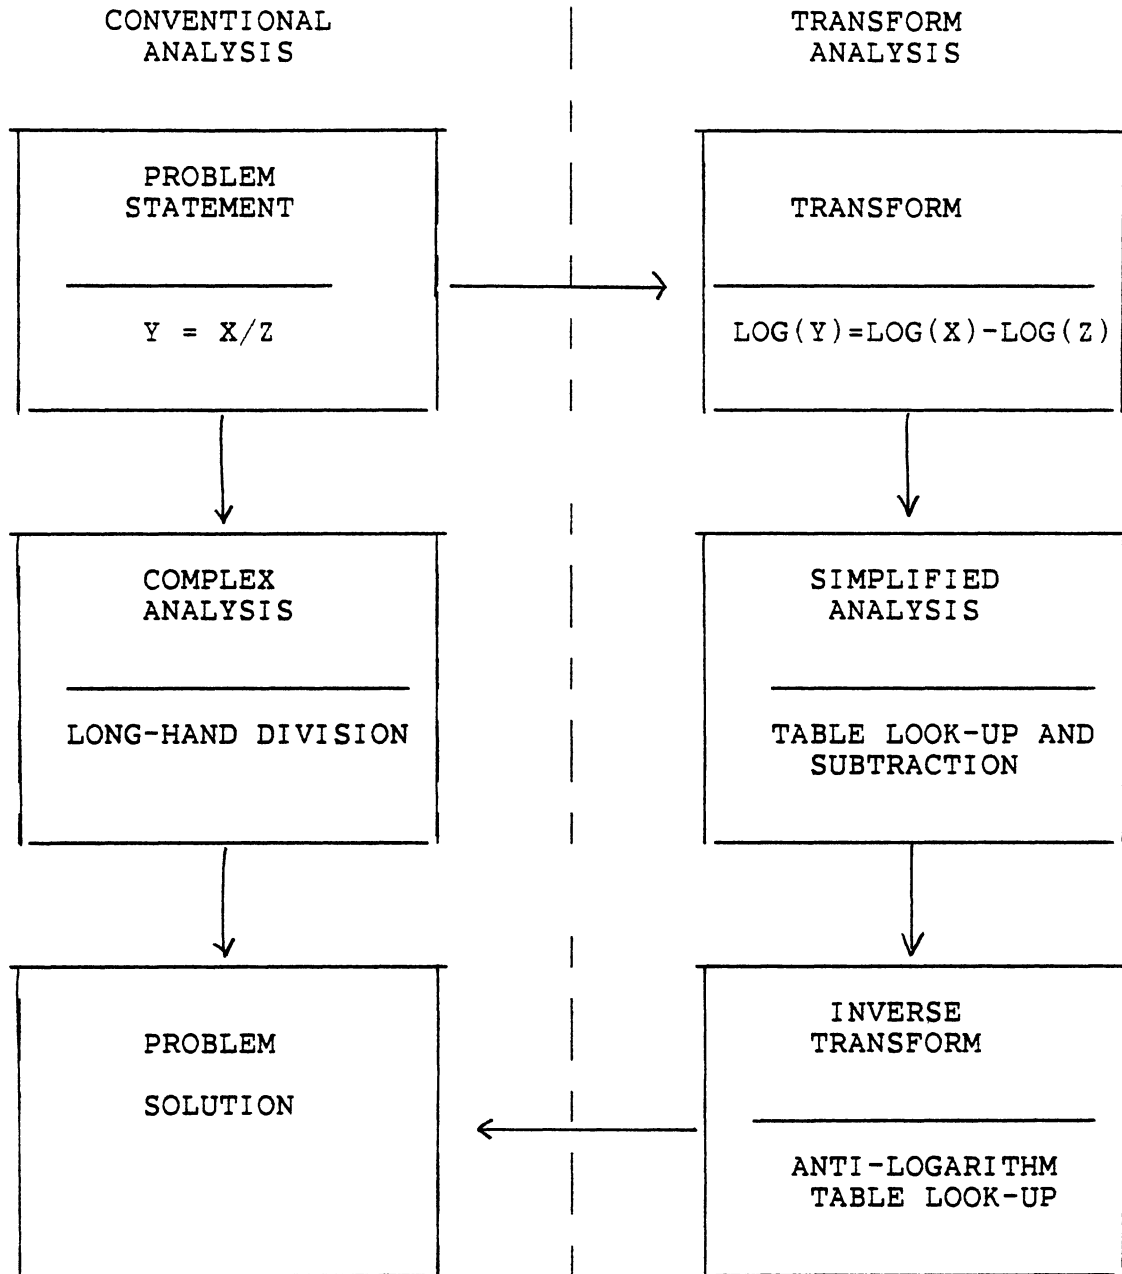 CONVENTIONAL
ANALYSIS
TRANSFORM
ANALYSIS
PROBLEM
STATEMENT
Y = X/Z
TRANSFORM
LOG(Y)=LOG(X)-LOG(Z)
COMPLEX
ANALYSIS
LONG-HAND DIVISION
SIMPLIFIED
ANALYSIS
TABLE LOOK-UP AND
SUBTRACTION
PROBLEM
SOLUTION
INVERSE
TRANSFORM
ANTI-LOGARITHM
TABLE LOOK-UP